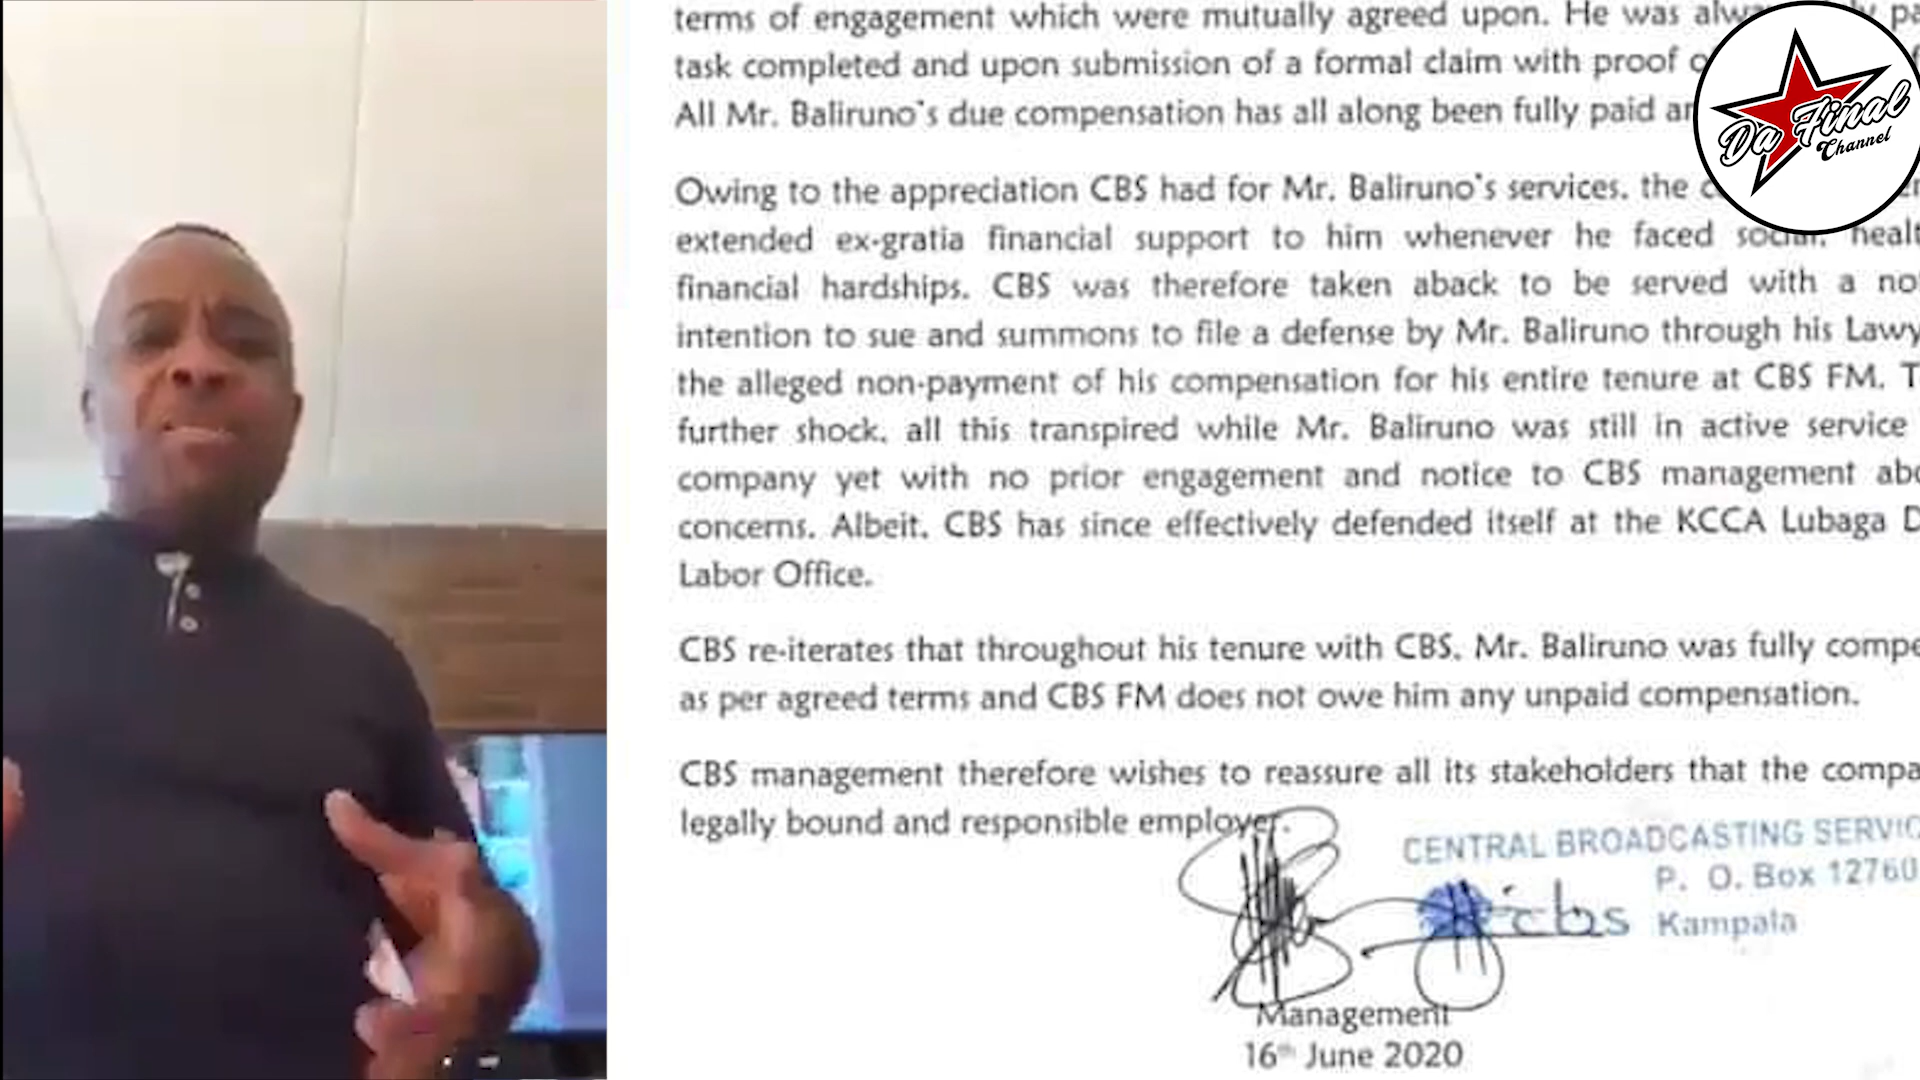 terms of engagement which were mutually agreed upon. He was
task completed and upon submission of a formal claim with proof
All Mr. Baliruno's due compensation has all along been fully paid
Owing to the appreciation CBS had for Mr. Baliruno's services, the
extended ex-gratia financial support to him whenever he faced social,
financial hardships. CBS was therefore taken aback to be served with a
intention to sue and summons to file a defense by Mr. Baliruno through his
the alleged non-payment of his compensation for his entire tenure at CBS FM.
further shock, all this transpired while Mr. Baliruno was still in active service
company yet with no prior engagement and notice to CBS management
concerns. Albeit, CBS has since effectively defended itself at the KCCA Lubaga
Labor Office.
CBS re-iterates that throughout his tenure with CBS, Mr. Baliruno was fully
as per agreed terms and CBS FM does not owe him any unpaid compensation.
CBS management therefore wishes to reassure all its stakeholders that the
legally bound and responsible employer.
CENTRAL BROADCASTING
P. O. Box 12760
cbs Kampala
Management
16th June 2020
Da Final
Channel